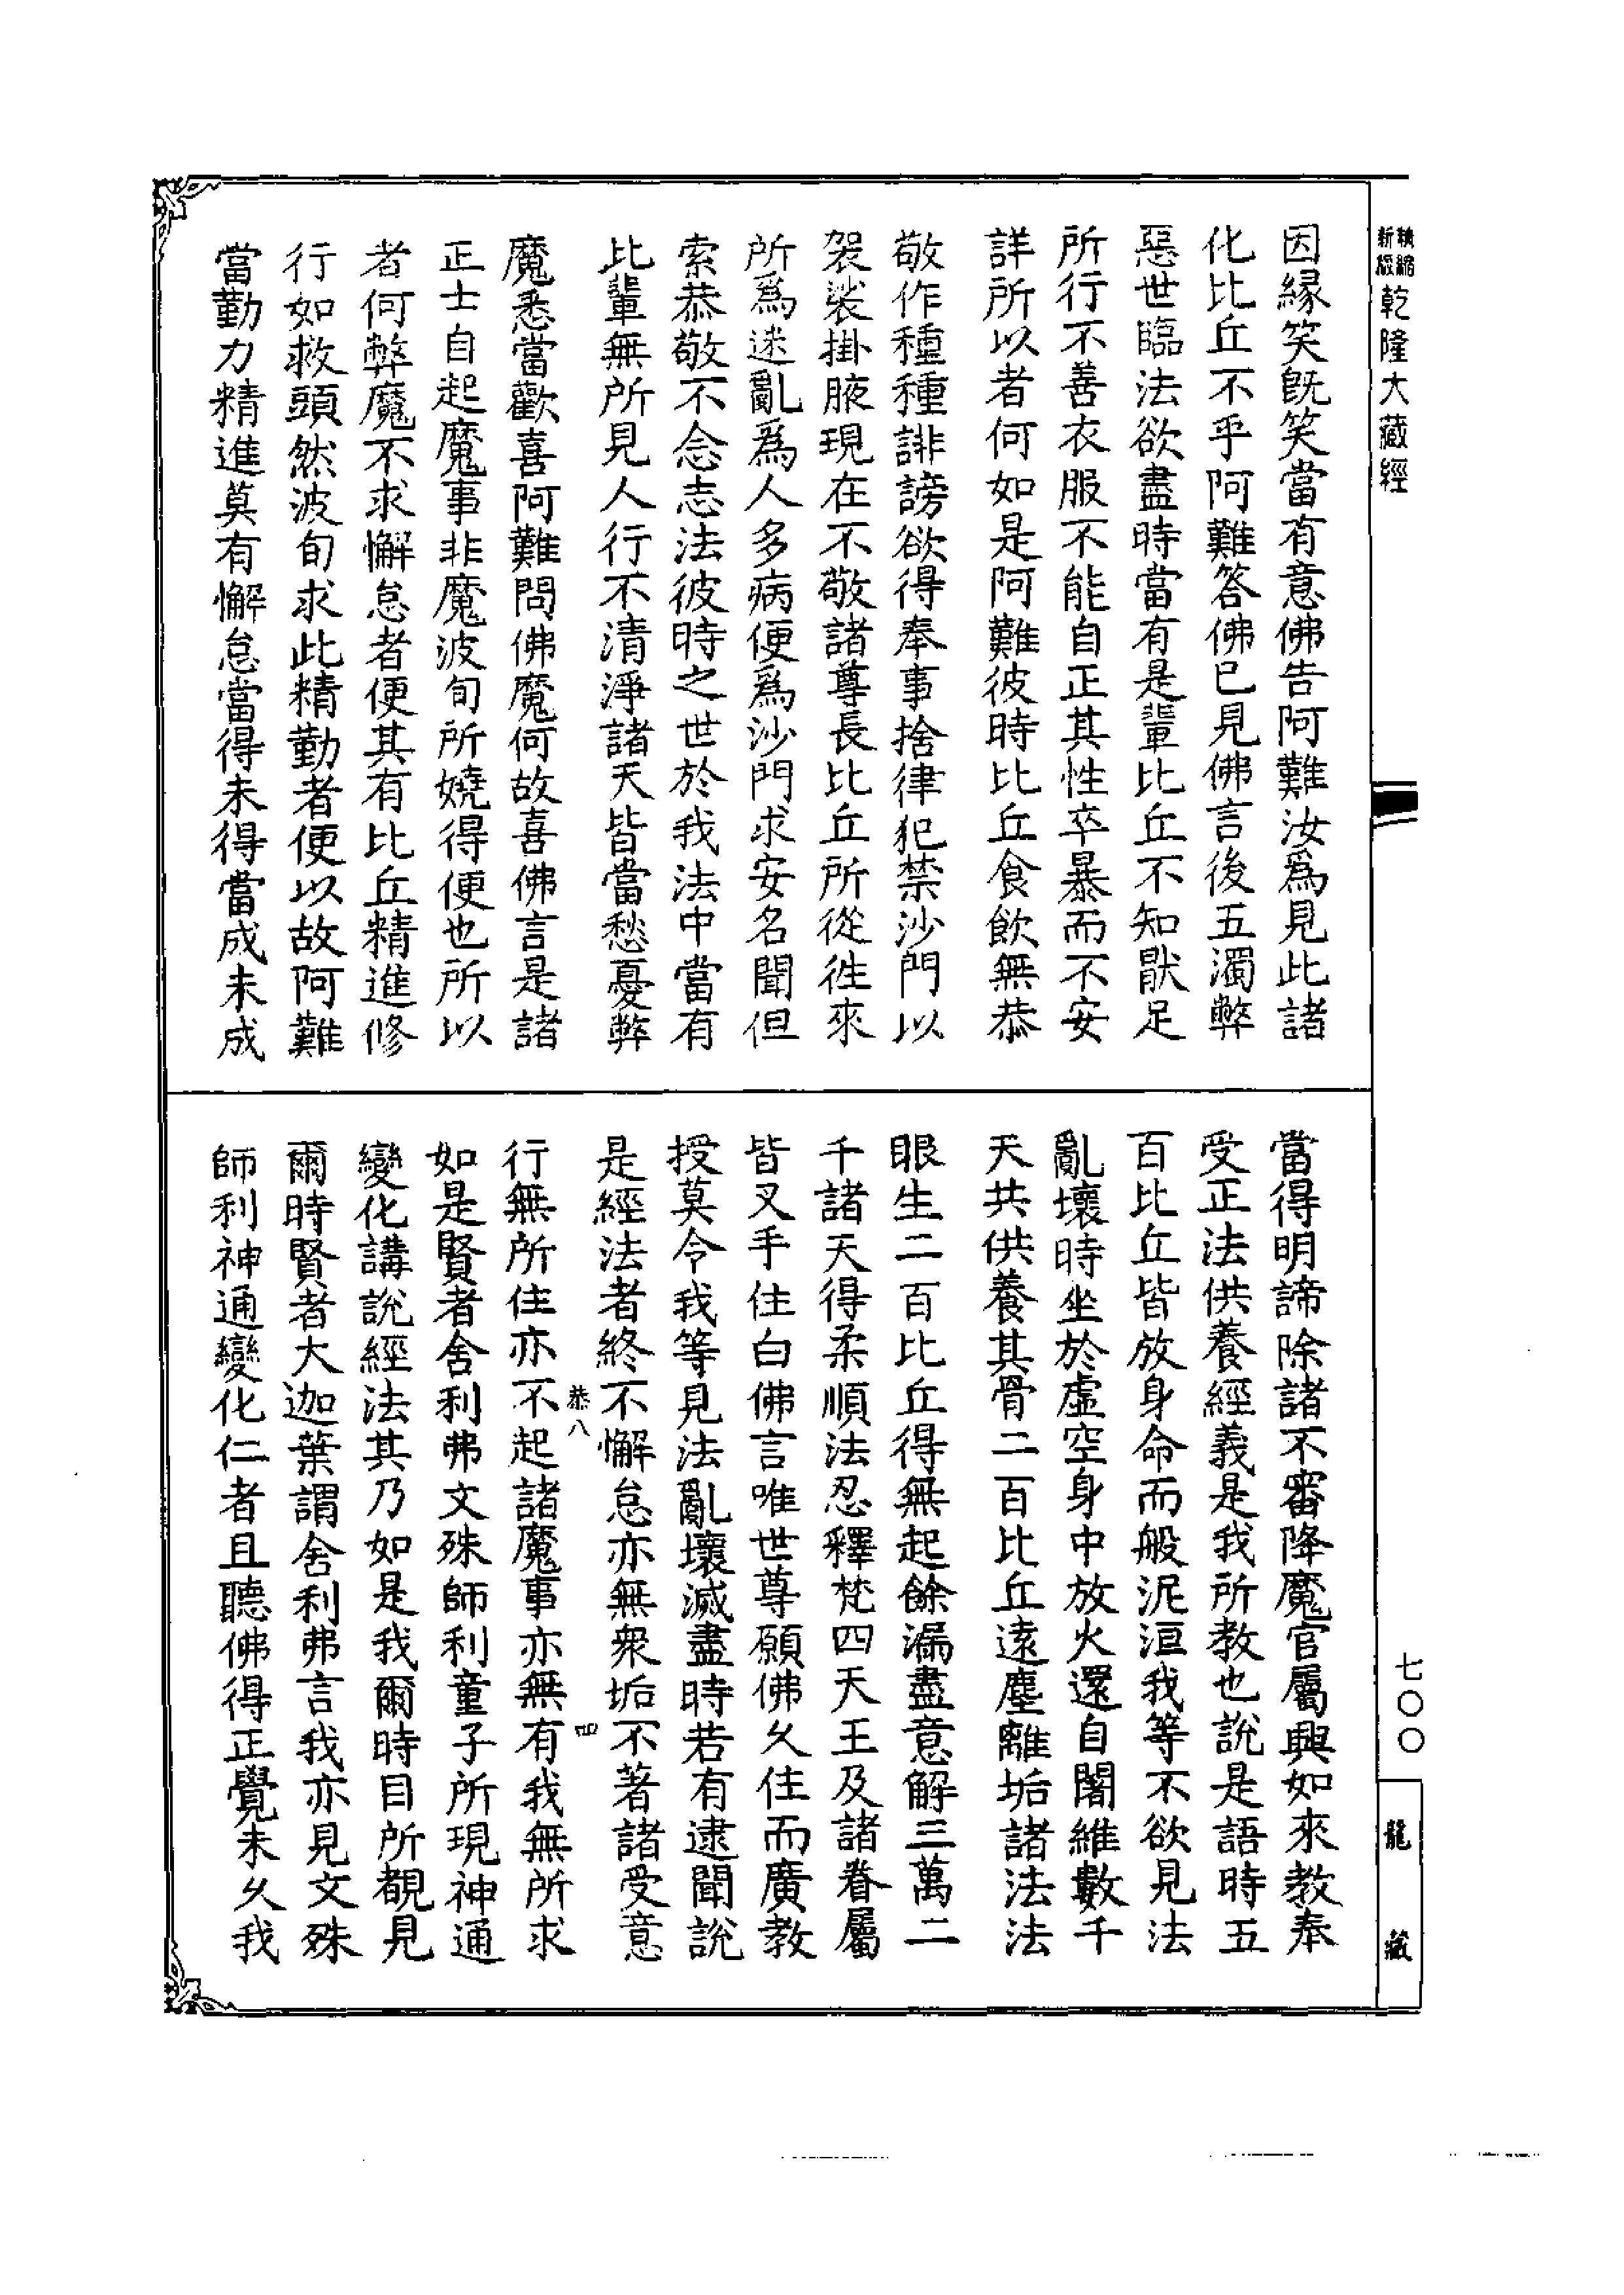 新縮乾隆大藏經
因緣笑旣笑當有意佛告阿難汝爲見此諸
化比丘不乎阿難答佛已見佛言後五濁弊
惡世臨法欲盡時當有是輩比丘不知猒足
所行不善衣服不能自正其性卒暴而不安
詳所以者何如是阿難彼時比丘食飲無恭
敬作種種誹謗欲得奉事捨律犯禁沙門以
袈裟掛腋現在不敬諸尊長比丘所從徃來
所爲迷亂爲人多病便爲沙門求安名聞但
索恭敬不念志法彼時之世於我法中當有
比輩無所見人行不清淨諸天皆當愁憂弊
魔悉當歡喜阿難問佛魔何故喜佛言是諸
正士自起魔事非魔波旬所嬈得便也所以
者何弊魔不求懈怠者便其有比丘精進修
行如救頭然波旬求此精勤者便以故阿難
當勤力精進莫有懈怠當得未得當成未成
當得明諦除諸不審降魔官屬興如來教奉
受正法供養經義是我所教也說是語時五
百比丘皆放身命而般泥洹我等不欲見法
亂壞時坐於虛空身中放火還自闍維數千
天共供養其骨二百比丘遠塵離垢諸法法
眼生二百比丘得無起餘漏盡意解三萬二
千諸天得柔順法忍釋梵四天王及諸眷屬
皆叉手住白佛言唯世尊願佛久住而廣教
授莫令我等見法亂壞滅盡時若有逮聞說
是經法者終不懈怠亦無衆垢不著諸受意
恭八 四
行無所住亦不起諸魔事亦無有我無所求
如是賢者舍利弗文殊師利童子所現神通
變化講說經法其乃如是我爾時目所覩見
爾時賢者大迦葉謂舍利弗言我亦見文殊
師利神通變化仁者且聽佛得正覺未久我
七〇〇
龍藏